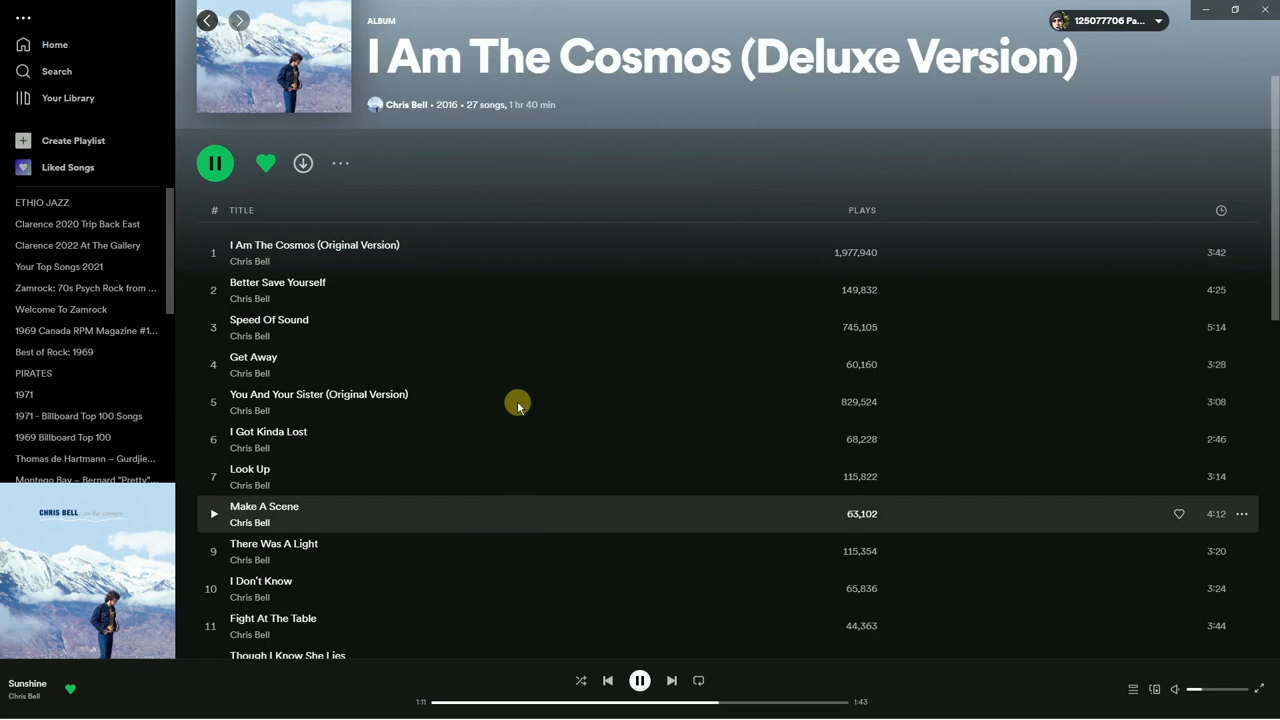 Home
Search
Your Library
Create Playlist
Liked Songs
ETHIO JAZZ
Clarence 2020 Trip Back East
Clarence 2022 At The Gallery
Your Top Songs 2021
Zamrock: 70s Psych Rock from ...
Welcome To Zamrock
1969 Canada RPM Magazine #1...
Best of Rock: 1969
PIRATES
1971
1971 - Billboard Top 100 Songs
1969 Billboard Top 100
Thomas de Hartmann – Gurdjie...
Montego Bay – Bernard "Pretty"...
CHRIS BELL I am the cosmos
ALBUM
125077706 Pa...
I Am The Cosmos (Deluxe Version)
Chris Bell • 2016 • 27 songs, 1 hr 40 min
# TITLE PLAYS
1 I Am The Cosmos (Original Version) 1,977,940 3:42
Chris Bell
2 Better Save Yourself 149,832 4:25
Chris Bell
3 Speed Of Sound 745,105 5:14
Chris Bell
4 Get Away 60,160 3:28
Chris Bell
5 You And Your Sister (Original Version) 829,524 3:08
Chris Bell
6 I Got Kinda Lost 68,228 2:46
Chris Bell
7 Look Up 115,822 3:14
Chris Bell
Make A Scene 63,102 4:12
Chris Bell
9 There Was A Light 115,354 3:20
Chris Bell
10 I Don't Know 65,836 3:24
Chris Bell
11 Fight At The Table 44,363 3:44
Chris Bell
Though I Know She Lies
Sunshine
Chris Bell
1:11 1:43